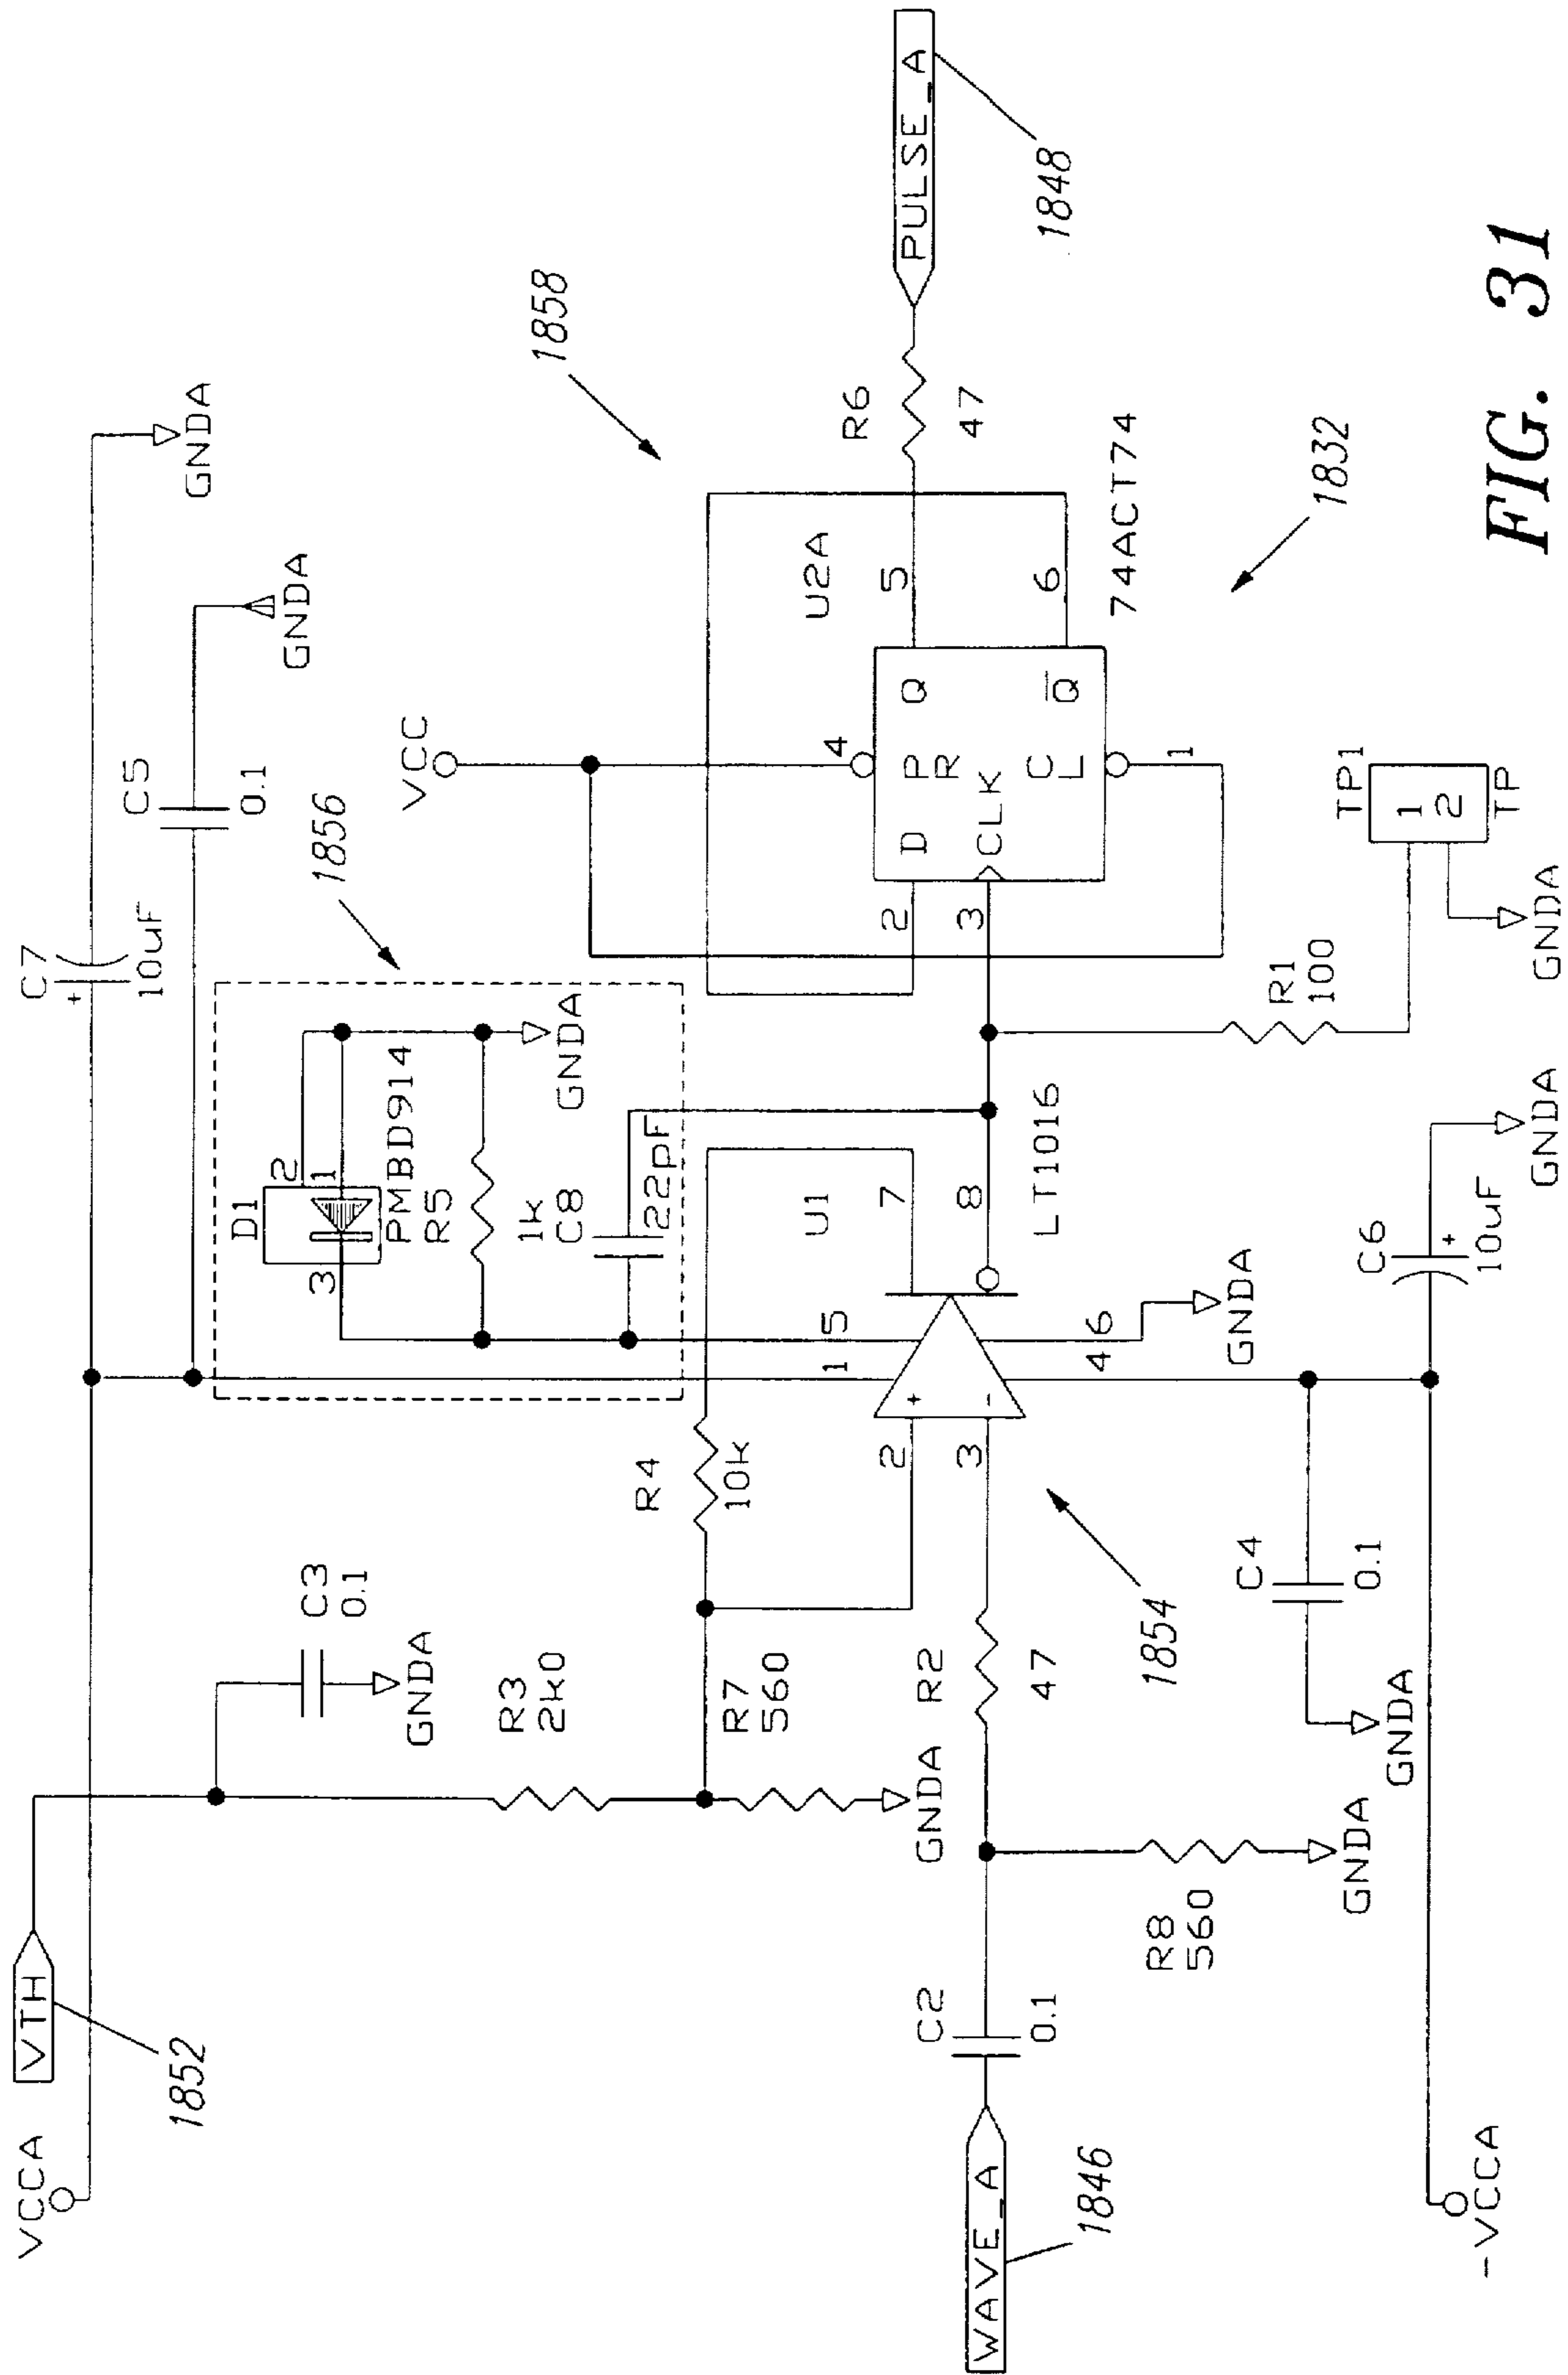 VCCA
VTH
1852
C7
+
10uF
GNDA
C5
0.1
GNDA
1856
C3
0.1
GNDA
D1
2
1
3
PMBD914
R5
1k
C8
22pF
GNDA
VCC
1858
R3
2k0
R4
10k
R7
560
GNDA
1
5
U1
7
8
LT1016
2
3
+
-
4
6
GNDA
U2A
4
2
3
D
P
R
Q
CLK
C
L
Q
5
6
1
74ACT74
R6
47
PULSE_A
1848
WAVE_A
1846
C2
0.1
R2
47
R8
560
GNDA
1854
C4
0.1
GNDA
C6
+
10uF
GNDA
R1
100
TP1
1
2
TP
GNDA
1832
-VCCA
FIG. 31